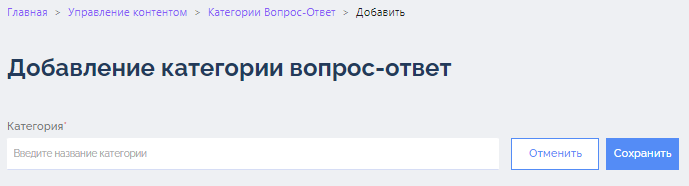 Главная > Управление контентом > Категории Вопрос-Ответ > Добавить
Добавление категории вопрос-ответ
Категория*
Введите название категории Отменить Сохранить